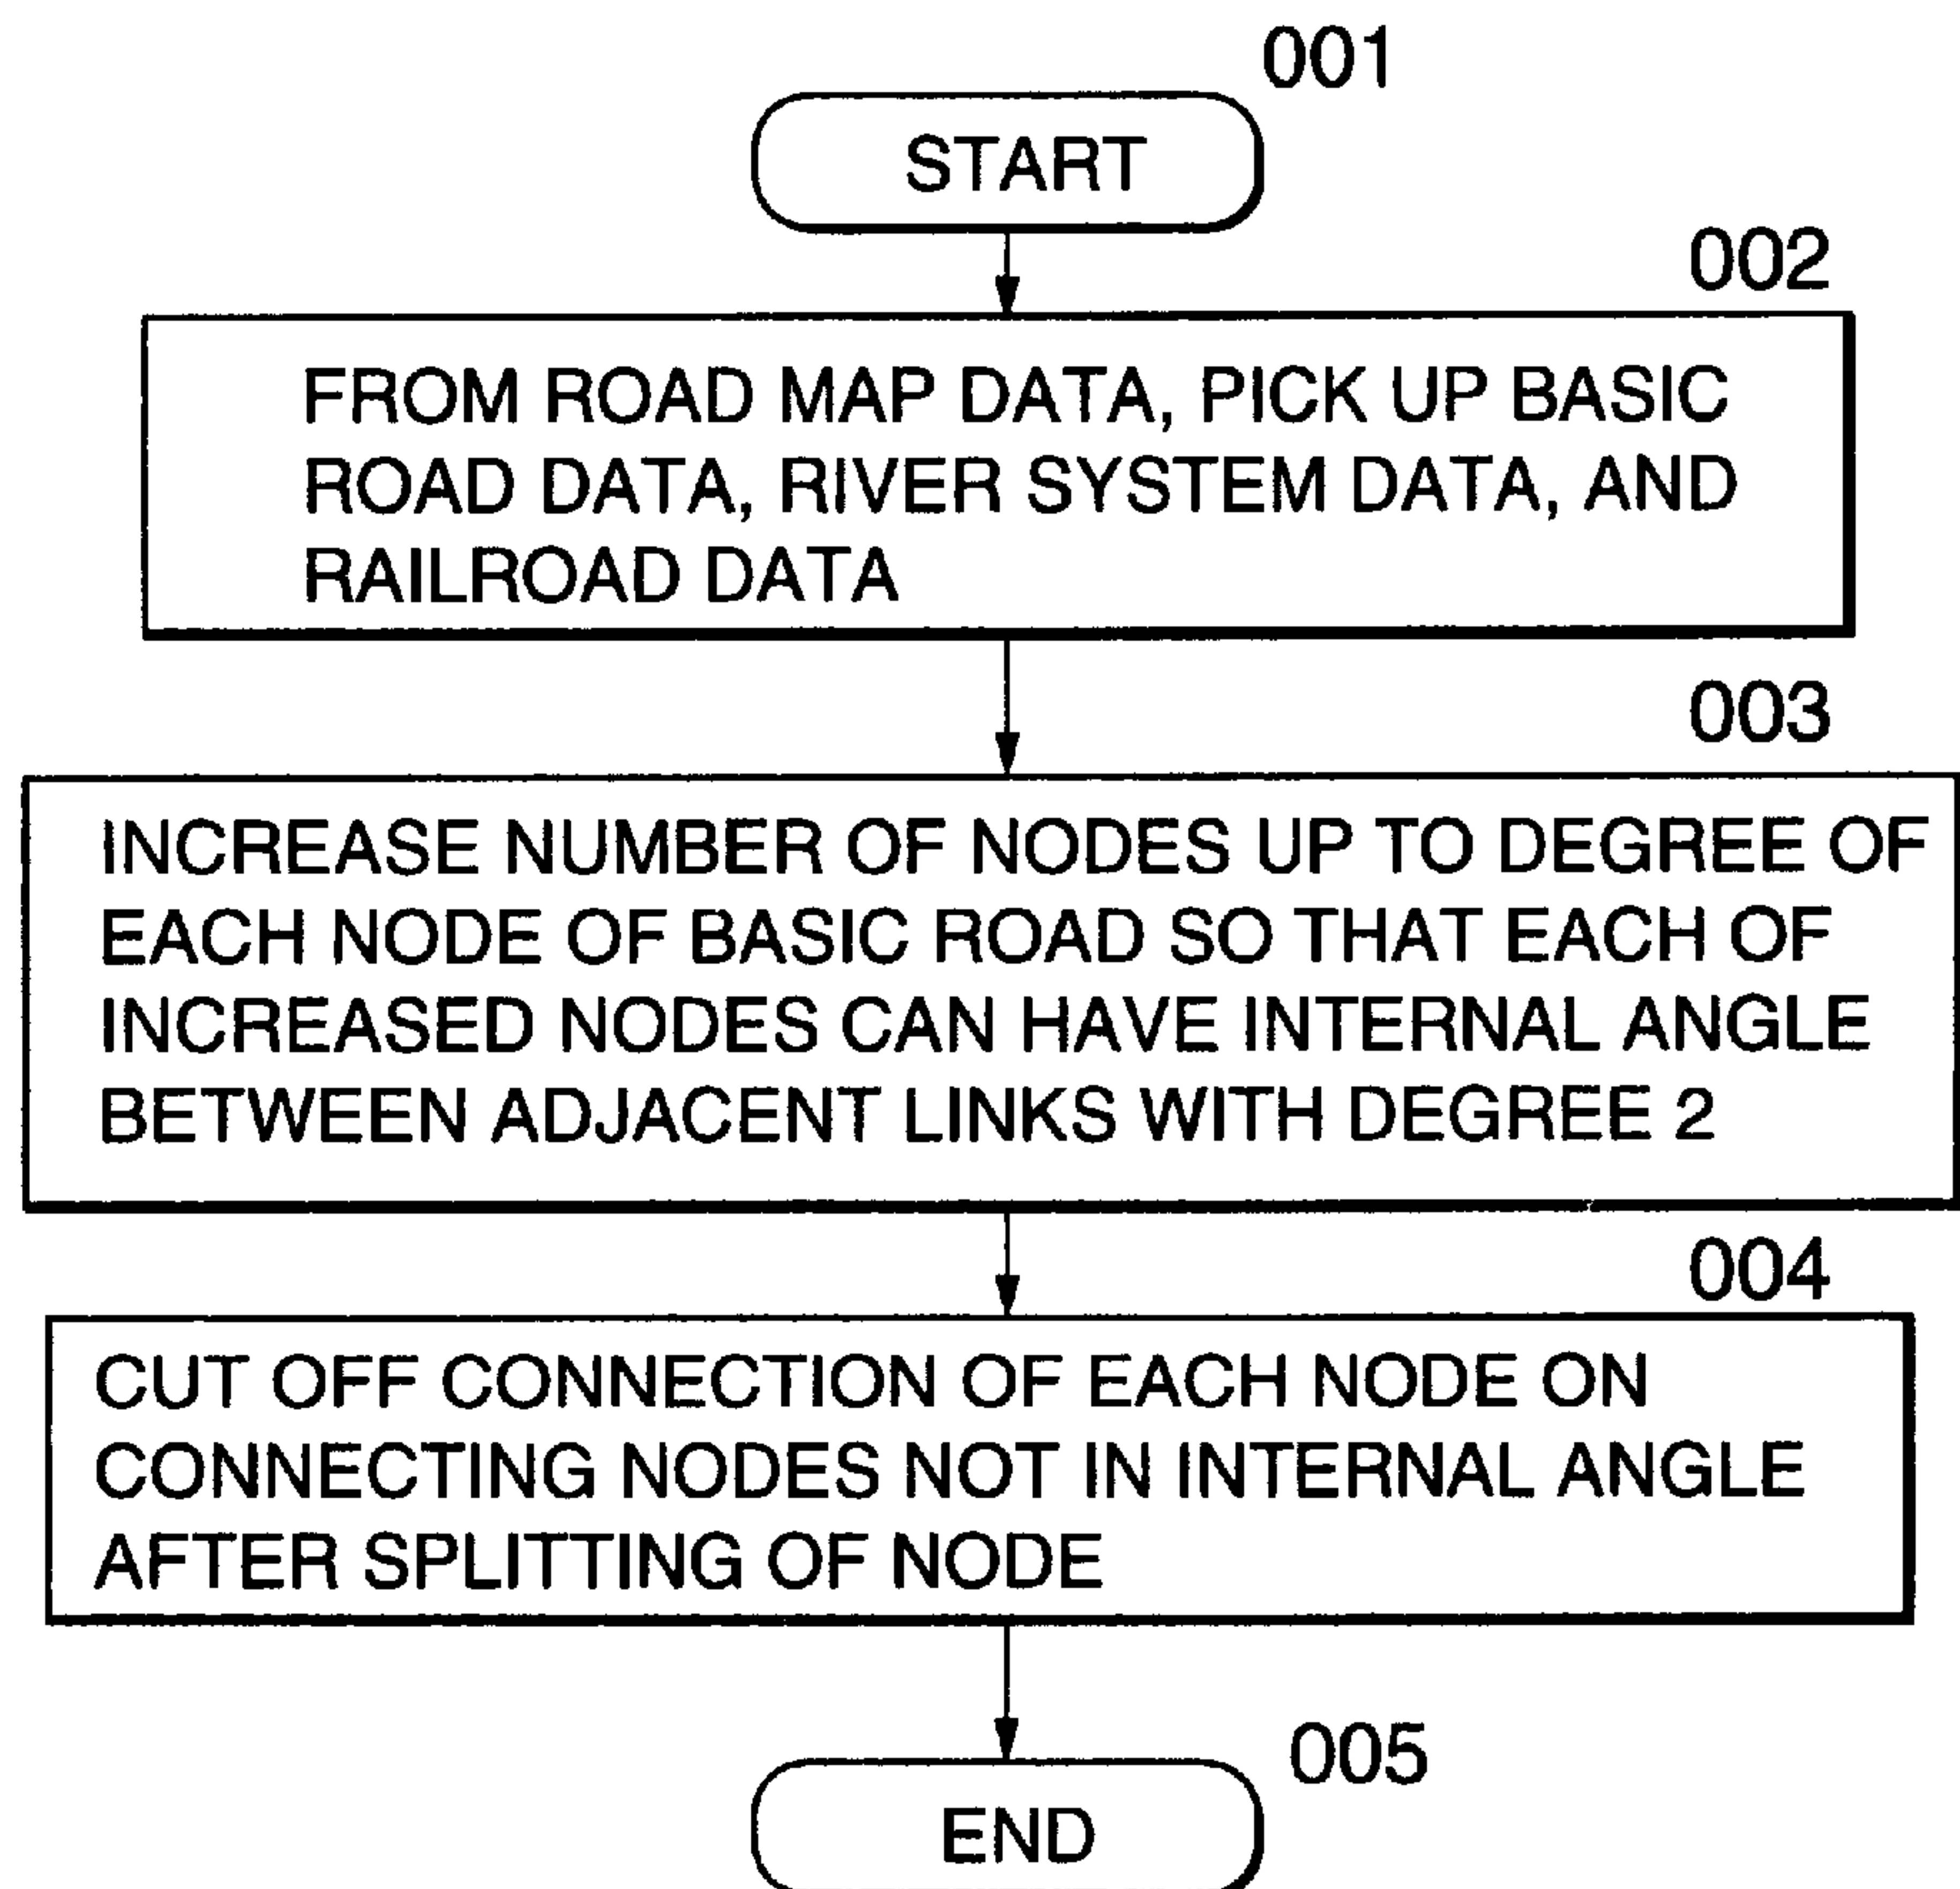 001
START
002
FROM ROAD MAP DATA, PICK UP BASIC
ROAD DATA, RIVER SYSTEM DATA, AND
RAILROAD DATA
003
INCREASE NUMBER OF NODES UP TO DEGREE OF
EACH NODE OF BASIC ROAD SO THAT EACH OF
INCREASED NODES CAN HAVE INTERNAL ANGLE
BETWEEN ADJACENT LINKS WITH DEGREE 2
004
CUT OFF CONNECTION OF EACH NODE ON
CONNECTING NODES NOT IN INTERNAL ANGLE
AFTER SPLITTING OF NODE
005
END